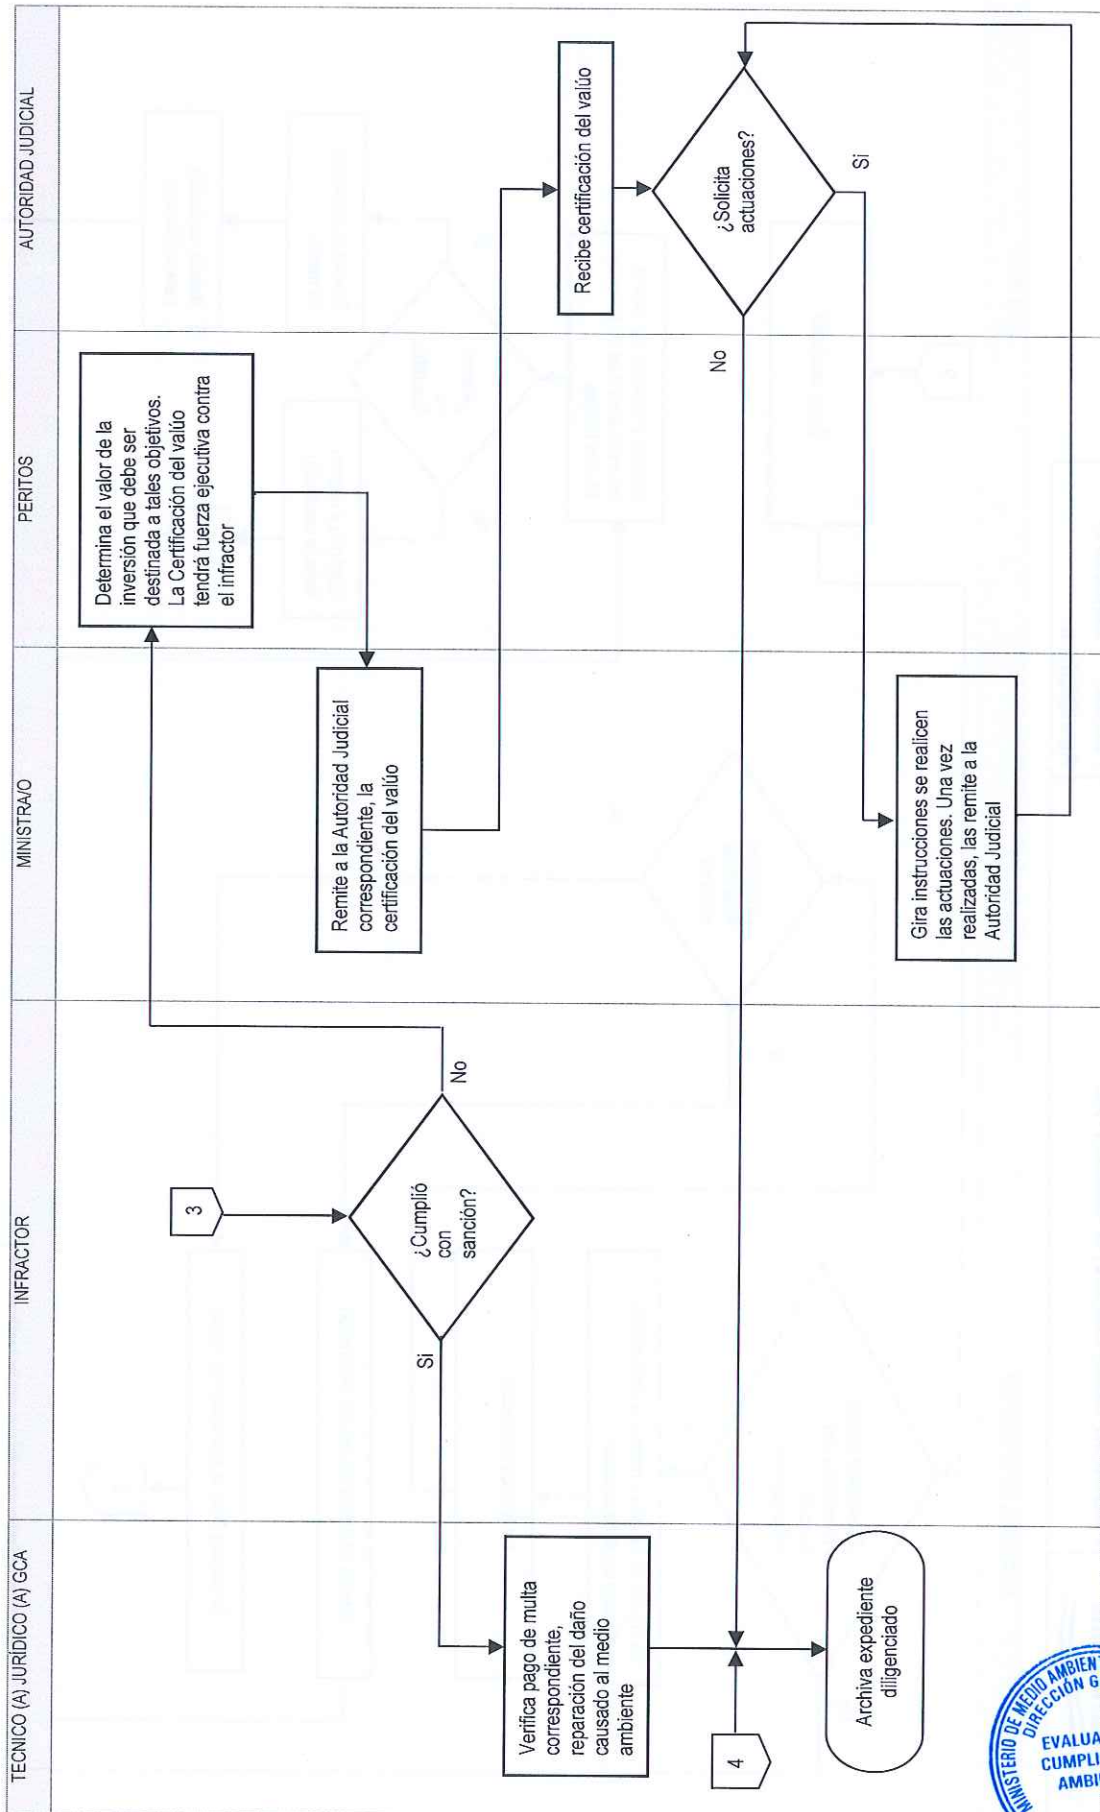 TECNICO (A) JURÍDICO (A) GCA
INFRACTOR
MINISTRA/O
PERITOS
AUTORIDAD JUDICIAL
3
¿Cumplió
con
sanción?
Si
No
Verifica pago de multa
correspondiente,
reparación del daño
causado al medio
ambiente
4
Archiva expediente
diligenciado
Determina el valor de la
inversión que debe ser
destinada a tales objetivos.
La Certificación del valúo
tendrá fuerza ejecutiva contra
el infractor
Remite a la Autoridad Judicial
correspondiente, la
certificación del valúo
Recibe certificación del valúo
¿Solicita
actuaciones?
No
Si
Gira instrucciones se realicen
las actuaciones. Una vez
realizadas, las remite a la
Autoridad Judicial
MINISTERIO DE MEDIO AMBIEN
DIRECCIÓN G
EVALUA
CUMPLI
AMBI